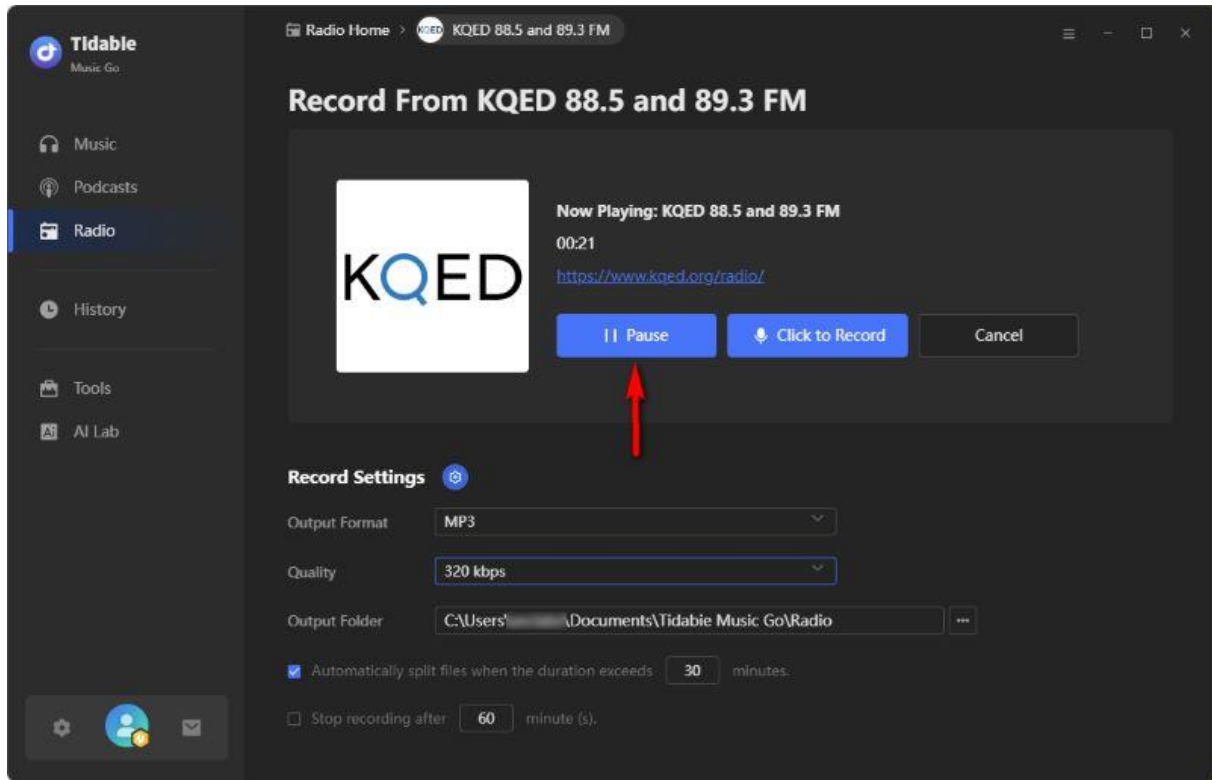 Tidabie
Music Go
Radio Home > KQED KQED 88.5 and 89.3 FM
Record From KQED 88.5 and 89.3 FM
Music
Podcasts
Radio
History
Tools
AI Lab
KQED
Now Playing: KQED 88.5 and 89.3 FM
00:21
https://www.kqed.org/radio/
Pause
Click to Record
Cancel
Record Settings
Output Format MP3
Quality 320 kbps
Output Folder C:\Users\ \Documents\Tidabie Music Go\Radio ...
Automatically split files when the duration exceeds 30 minutes.
Stop recording after 60 minute (s).